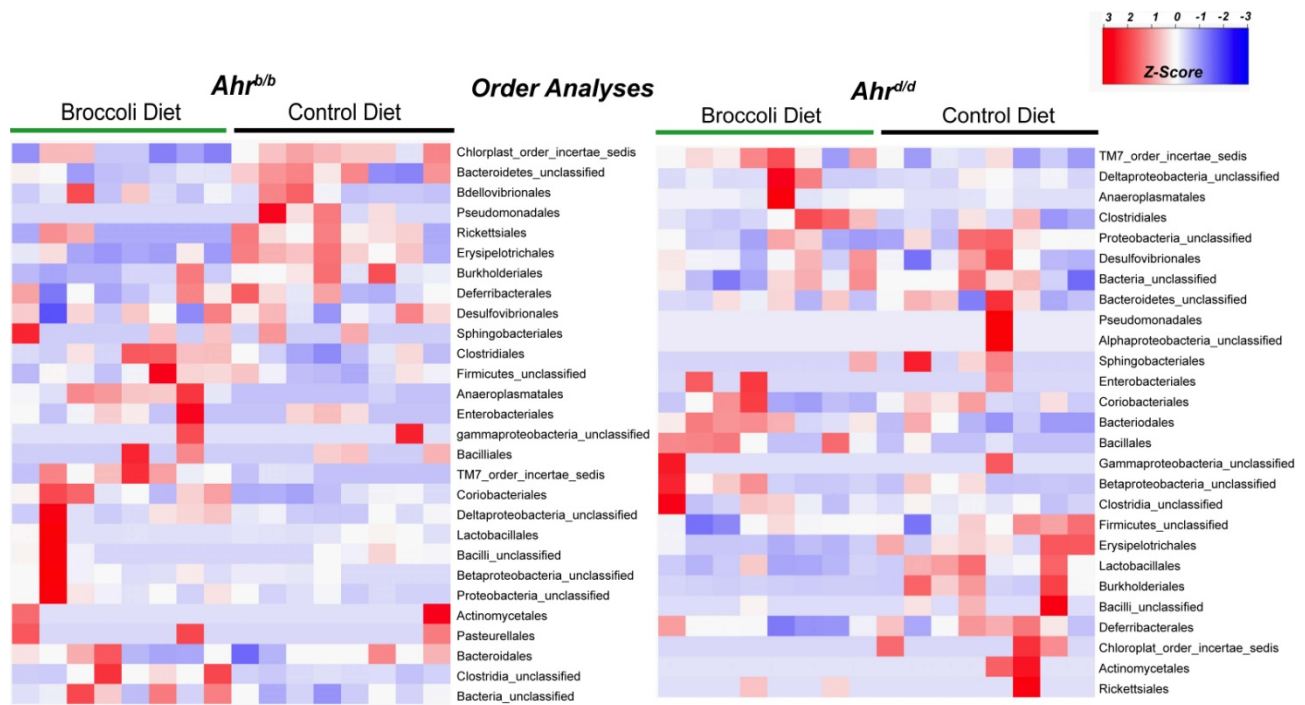 3 2 1 0 -1 -2 -3
Z-Score
Ahr b/b
Order Analyses
Ahr d/d
Broccoli Diet
Control Diet
Broccoli Diet
Control Diet
Chlorplast_order_incertae_sedis
Bacteroidetes_unclassified
Bdellovibrionales
Pseudomonadales
Rickettsiales
Erysipelotrichales
Burkholderiales
Deferribacterales
Desulfovibrionales
Sphingobacteriales
Clostridiales
Firmicutes_unclassified
Anaeroplasmatales
Enterobacteriales
gammaproteobacteria_unclassified
Bacilliales
TM7_order_incertae_sedis
Coriobacteriales
Deltaproteobacteria_unclassified
Lactobacillales
Bacilli_unclassified
Betaproteobacteria_unclassified
Proteobacteria_unclassified
Actinomycetales
Pasteurellales
Bacteroidales
Clostridia_unclassified
Bacteria_unclassified
TM7_order_incertae_sedis
Deltaproteobacteria_unclassified
Anaeroplasmatales
Clostridiales
Proteobacteria_unclassified
Desulfovibrionales
Bacteria_unclassified
Bacteroidetes_unclassified
Pseudomonadales
Alphaproteobacteria_unclassified
Sphingobacteriales
Enterobacteriales
Coriobacteriales
Bacteriodales
Bacillales
Gammaproteobacteria_unclassified
Betaproteobacteria_unclassified
Clostridia_unclassified
Firmicutes_unclassified
Erysipelotrichales
Lactobacillales
Burkholderiales
Bacilli_unclassified
Deferribacterales
Chloroplat_order_incertae_sedis
Actinomycetales
Rickettsiales